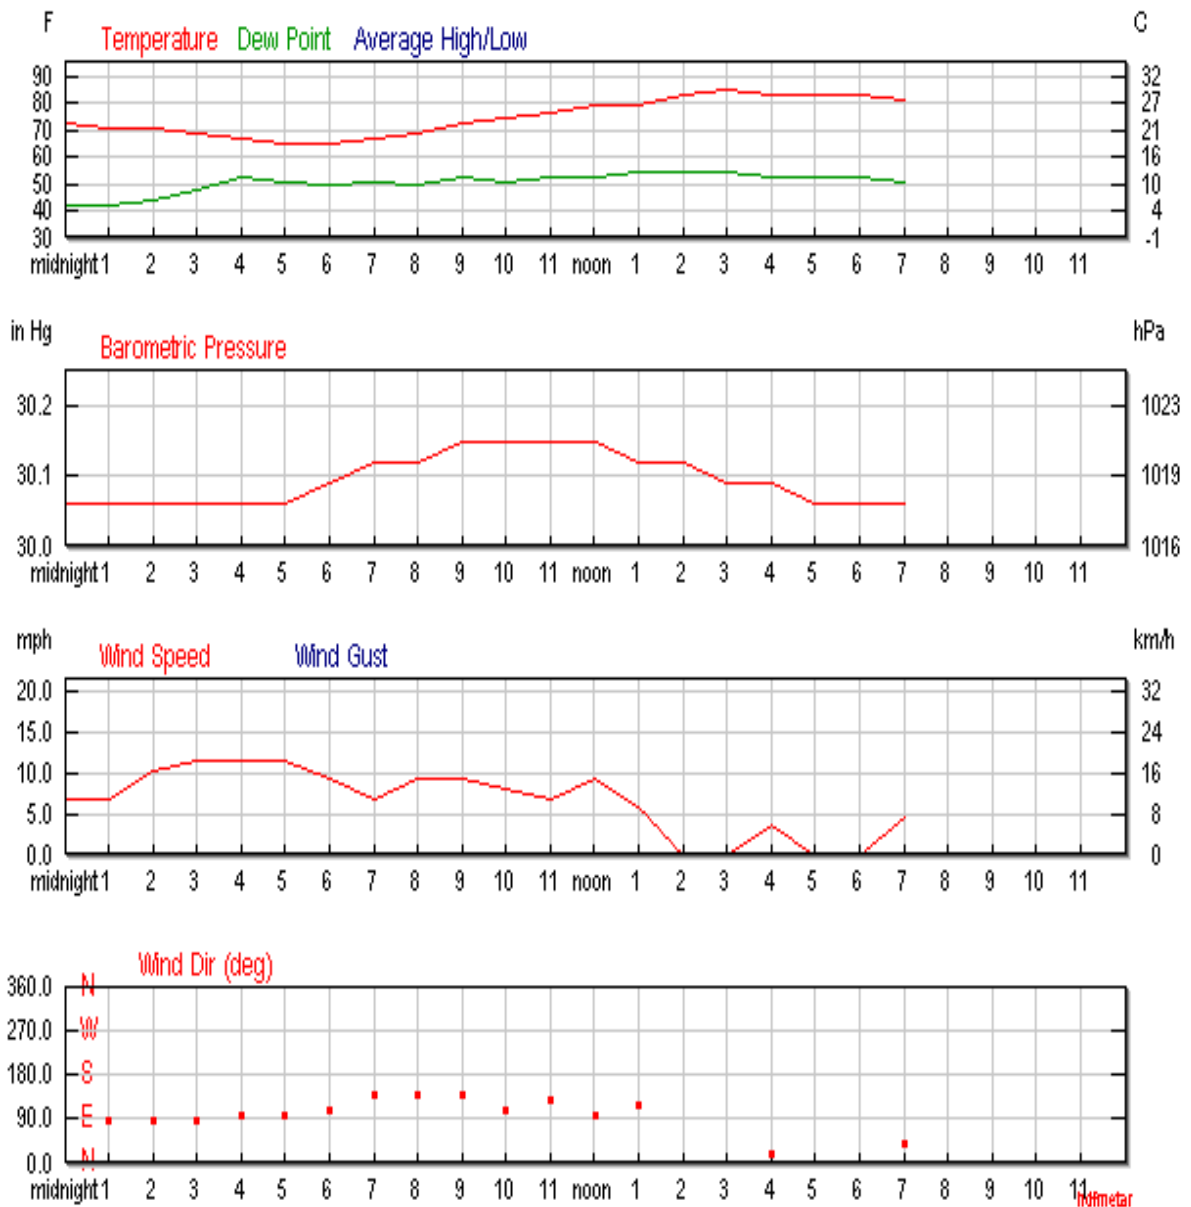 F C
Temperature Dew Point Average High/Low
90 32
80 27
70 21
60 16
50 10
40 4
30 -1
midnight 1 2 3 4 5 6 7 8 9 10 11 noon 1 2 3 4 5 6 7 8 9 10 11
in Hg hPa
Barometric Pressure
30.2 1023
30.1 1019
30.0 1016
midnight 1 2 3 4 5 6 7 8 9 10 11 noon 1 2 3 4 5 6 7 8 9 10 11
mph km/h
Wind Speed Wind Gust
20.0 32
15.0 24
10.0 16
5.0 8
0.0 0
midnight 1 2 3 4 5 6 7 8 9 10 11 noon 1 2 3 4 5 6 7 8 9 10 11
Wind Dir (deg)
360.0 N
270.0 W
180.0 S
90.0 E
0.0 N
midnight 1 2 3 4 5 6 7 8 9 10 11 noon 1 2 3 4 5 6 7 8 9 10 11